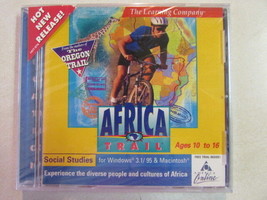 HOT
NEW
RELEASE!
The Learning Company
The
OREGON
TRAIL
AFRICA
TRAIL
Ages 10 to 16
Social Studies
for Windows® 3.1/95 & Macintosh®
Experience the diverse people and cultures of Africa